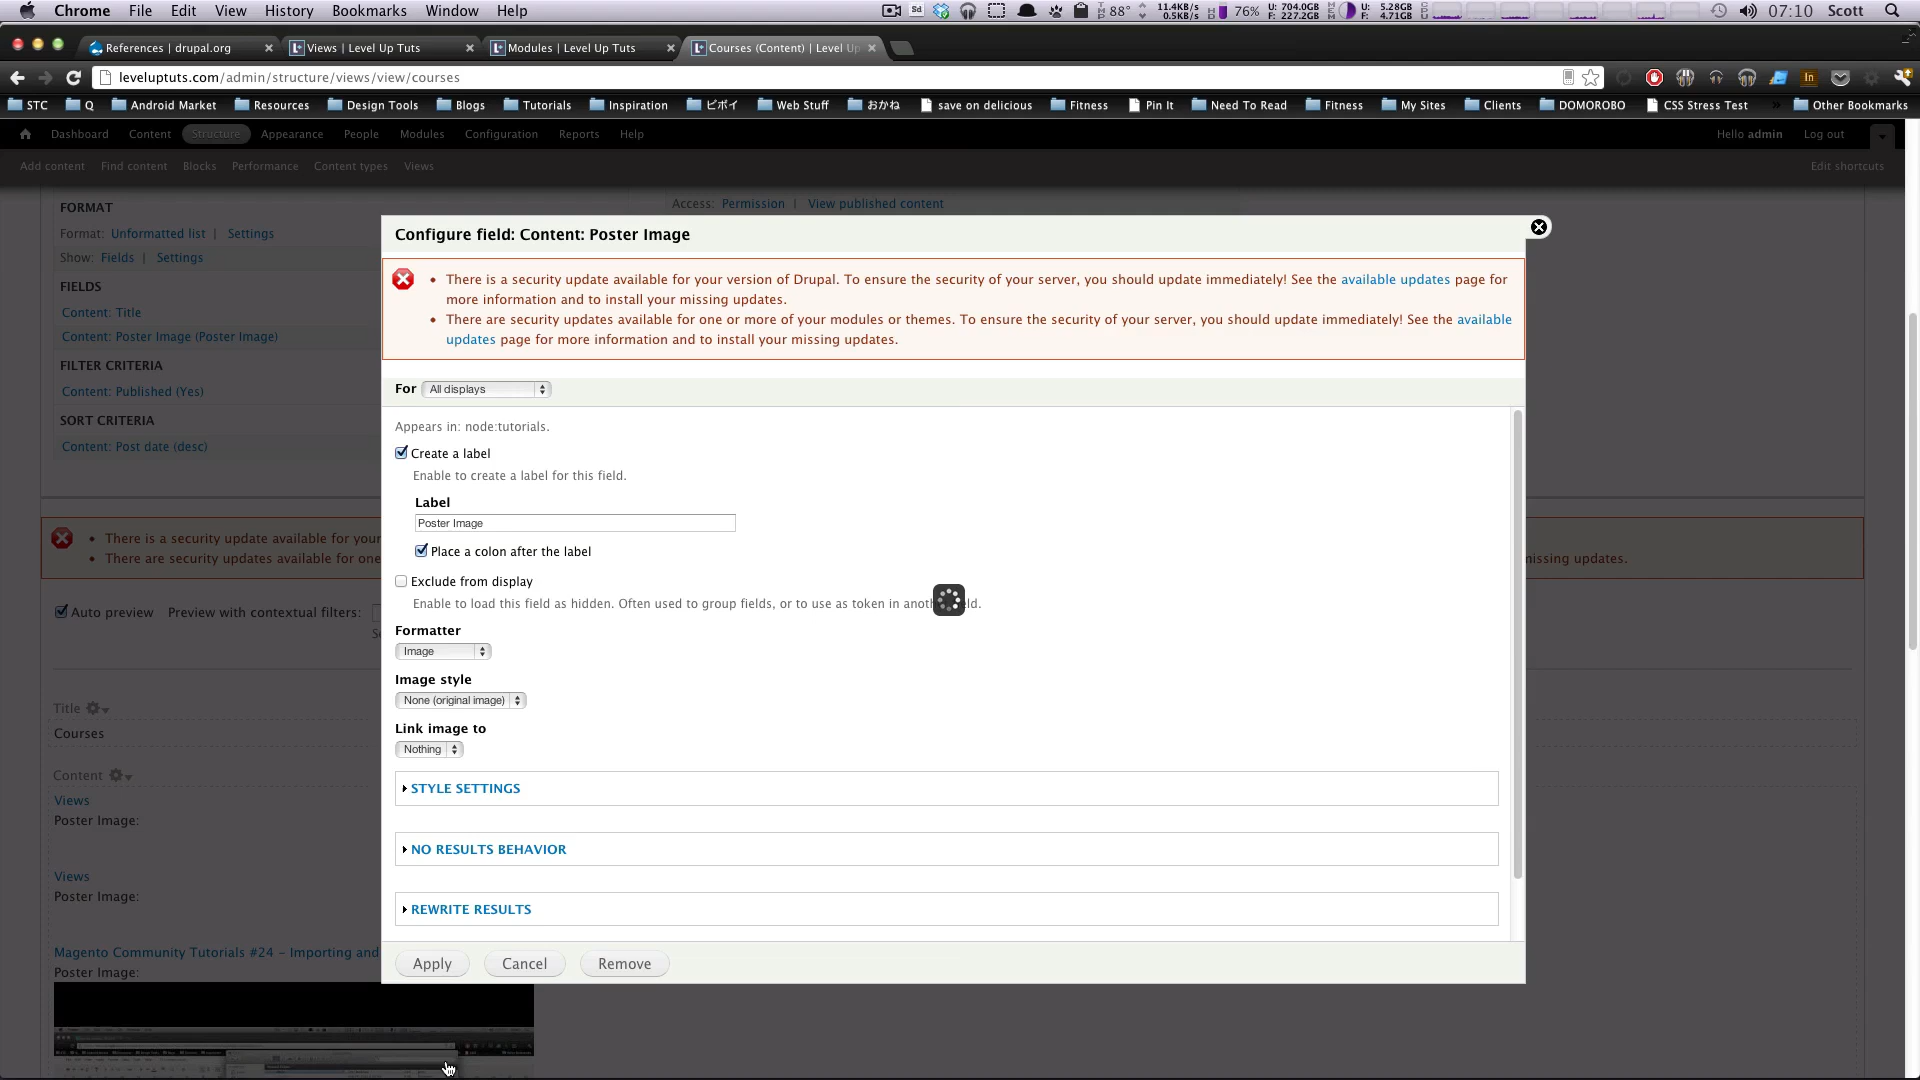 Chrome File Edit View History Bookmarks Window Help 88° 11.4KB/s 0.5KB/s 76% U: 704.0GB F: 227.2GB U: 5.28GB F: 4.71GB 07:10 Scott
References | drupal.org Views | Level Up Tuts Modules | Level Up Tuts Courses (Content) | Level Up
leveluptuts.com/admin/structure/views/view/courses
STC Q Android Market Resources Design Tools Blogs Tutorials Inspiration ビボイ Web Stuff おかね save on delicious Fitness Pin It Need To Read Fitness My Sites Clients DOMOROBO CSS Stress Test » Other Bookmarks
Dashboard Content Structure Appearance People Modules Configuration Reports Help Hello admin Log out
Add content Find content Blocks Performance Content types Views Edit shortcuts
FORMAT
Access: Permission | View published content
Format: Unformatted list | Settings
Show: Fields | Settings
FIELDS
Content: Title
Content: Poster Image (Poster Image)
FILTER CRITERIA
Content: Published (Yes)
SORT CRITERIA
Content: Post date (desc)
There is a security update available for your
There are security updates available for one missing updates.
Auto preview Preview with contextual filters:
Title
Courses
Content
Views
Poster Image:
Views
Poster Image:
Magento Community Tutorials #24 - Importing and
Poster Image:
Configure field: Content: Poster Image
• There is a security update available for your version of Drupal. To ensure the security of your server, you should update immediately! See the available updates page for
more information and to install your missing updates.
• There are security updates available for one or more of your modules or themes. To ensure the security of your server, you should update immediately! See the available
updates page for more information and to install your missing updates.
For All displays
Appears in: node:tutorials.
Create a label
Enable to create a label for this field.
Label
Poster Image
Place a colon after the label
Exclude from display
Enable to load this field as hidden. Often used to group fields, or to use as token in anot ld.
Formatter
Image
Image style
None (original image)
Link image to
Nothing
STYLE SETTINGS
NO RESULTS BEHAVIOR
REWRITE RESULTS
Apply Cancel Remove